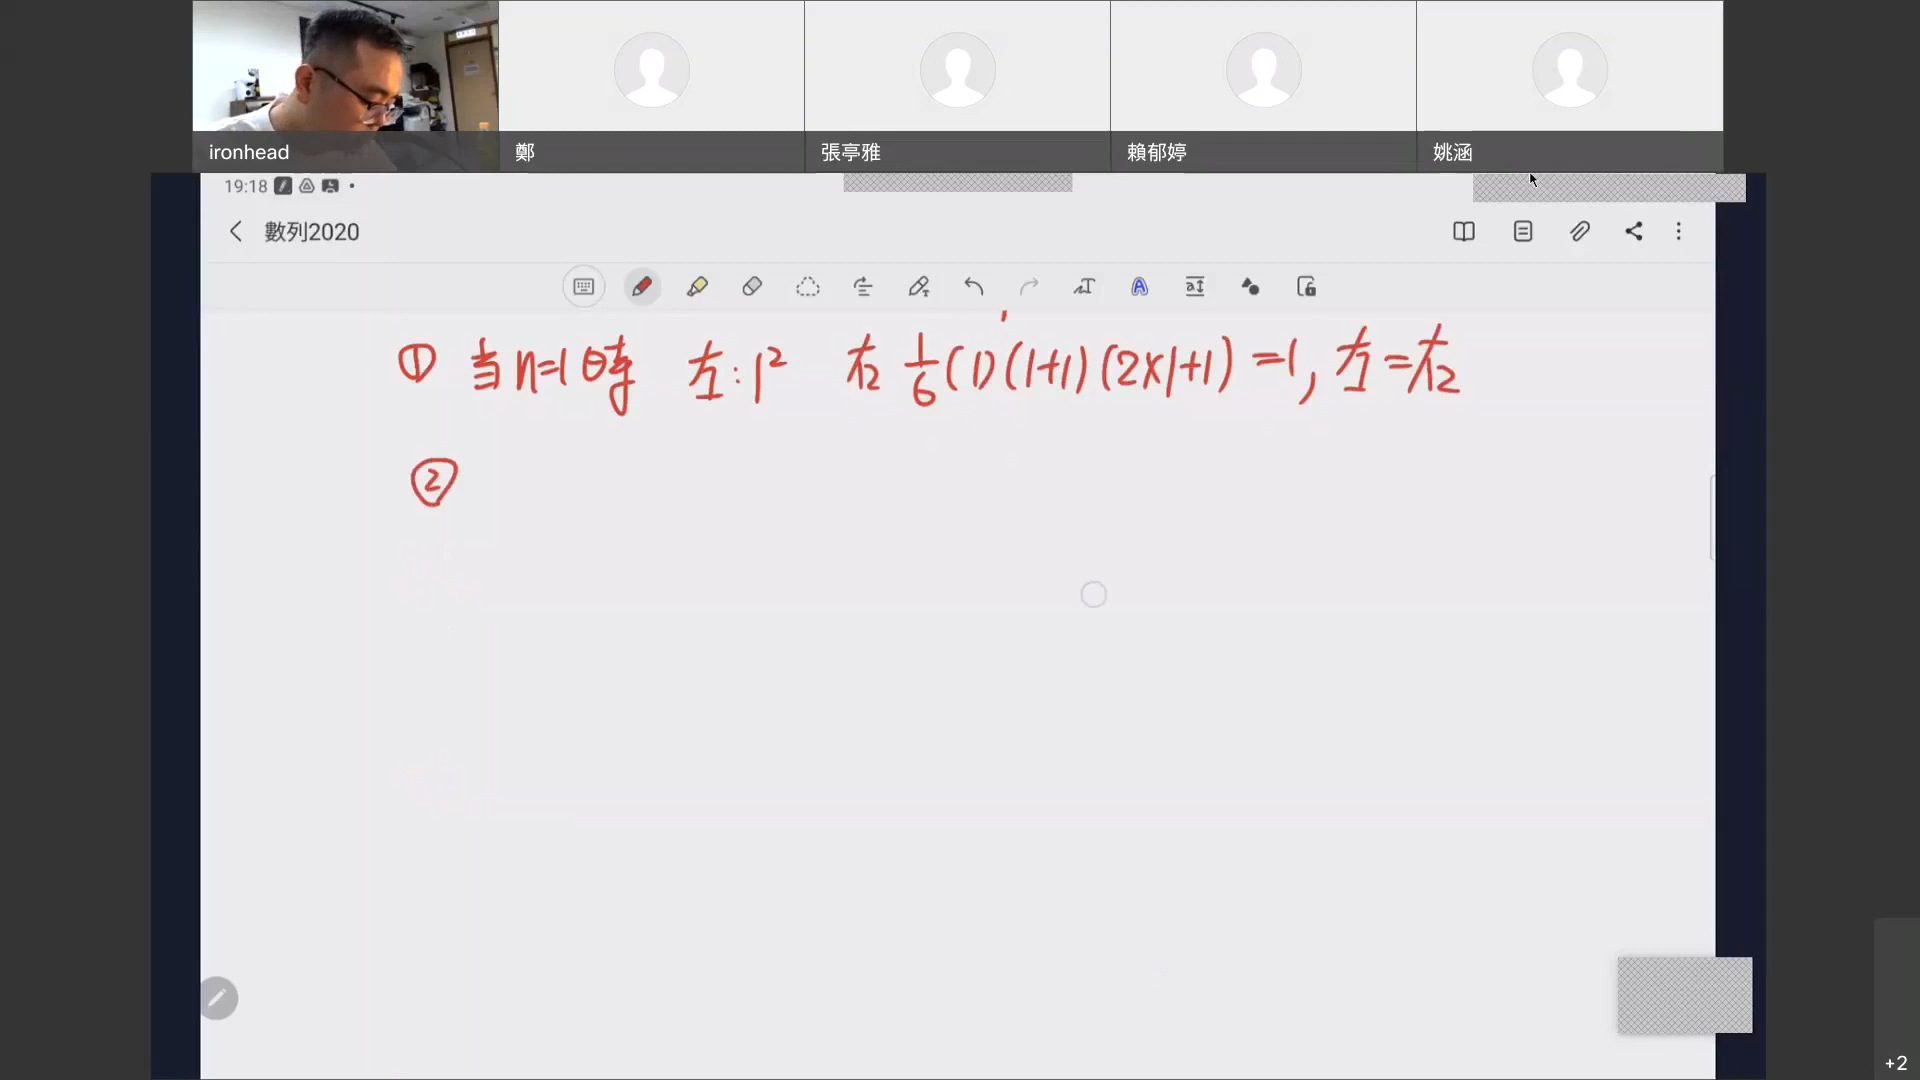 ironhead
鄭
張亭雅
賴郁婷
姚涵
19:18
數列2020
① 当n=1時 左:1² 右 1/6(1)(1+1)(2×1+1)=1, 左=右
②
+2